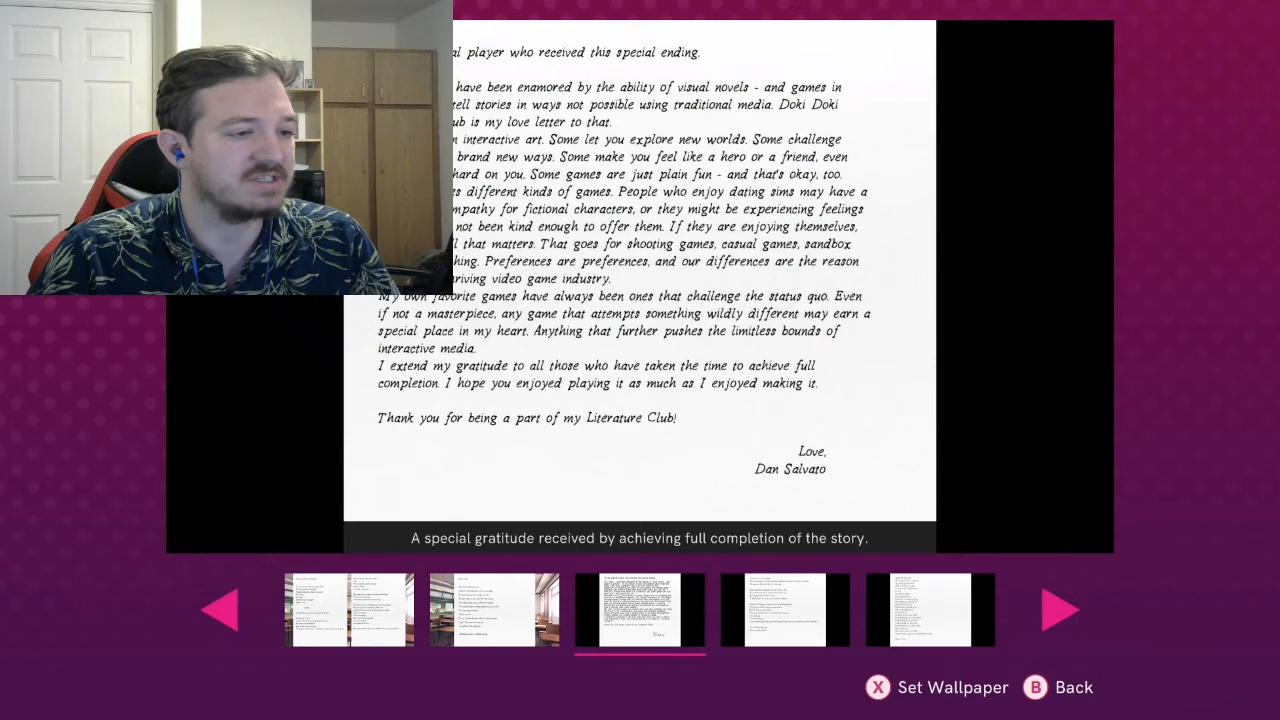 player who received this special ending.
have been enamored by the ability of visual novels - and games in
tell stories in ways not possible using traditional media. Doki Doki
is my love letter to that.
interactive art. Some let you explore new worlds. Some challenge
brand new ways. Some make you feel like a hero or a friend, even
hard on you. Some games are just plain fun - and that's okay, too.
different kinds of games. People who enjoy dating sims may have a
for fictional characters, or they might be experiencing feelings
not been kind enough to offer them. If they are enjoying themselves,
that matters. That goes for shooting games, casual games, sandbox
Preferences are preferences, and our differences are the reason
video game industry.
My own favorite games have always been ones that challenge the status quo. Even
if not a masterpiece, any game that attempts something wildly different may earn a
special place in my heart. Anything that further pushes the limitless bounds of
interactive media.
I extend my gratitude to all those who have taken the time to achieve full
completion. I hope you enjoyed playing it as much as I enjoyed making it.
Thank you for being a part of my Literature Club!
Love,
Dan Salvato
A special gratitude received by achieving full completion of the story.
X Set Wallpaper B Back